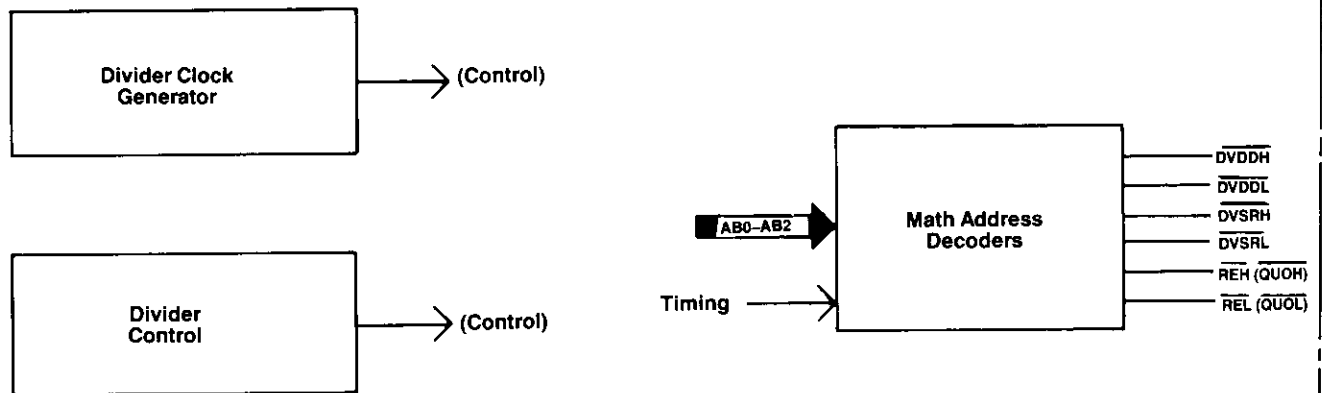 Divider Clock
Generator
(Control)
Divider
Control
(Control)
AB0–AB2
Timing
Math Address
Decoders
DVDDH
DVDDL
DVSRH
DVSRL
REH (QUOH)
REL (QUOL)